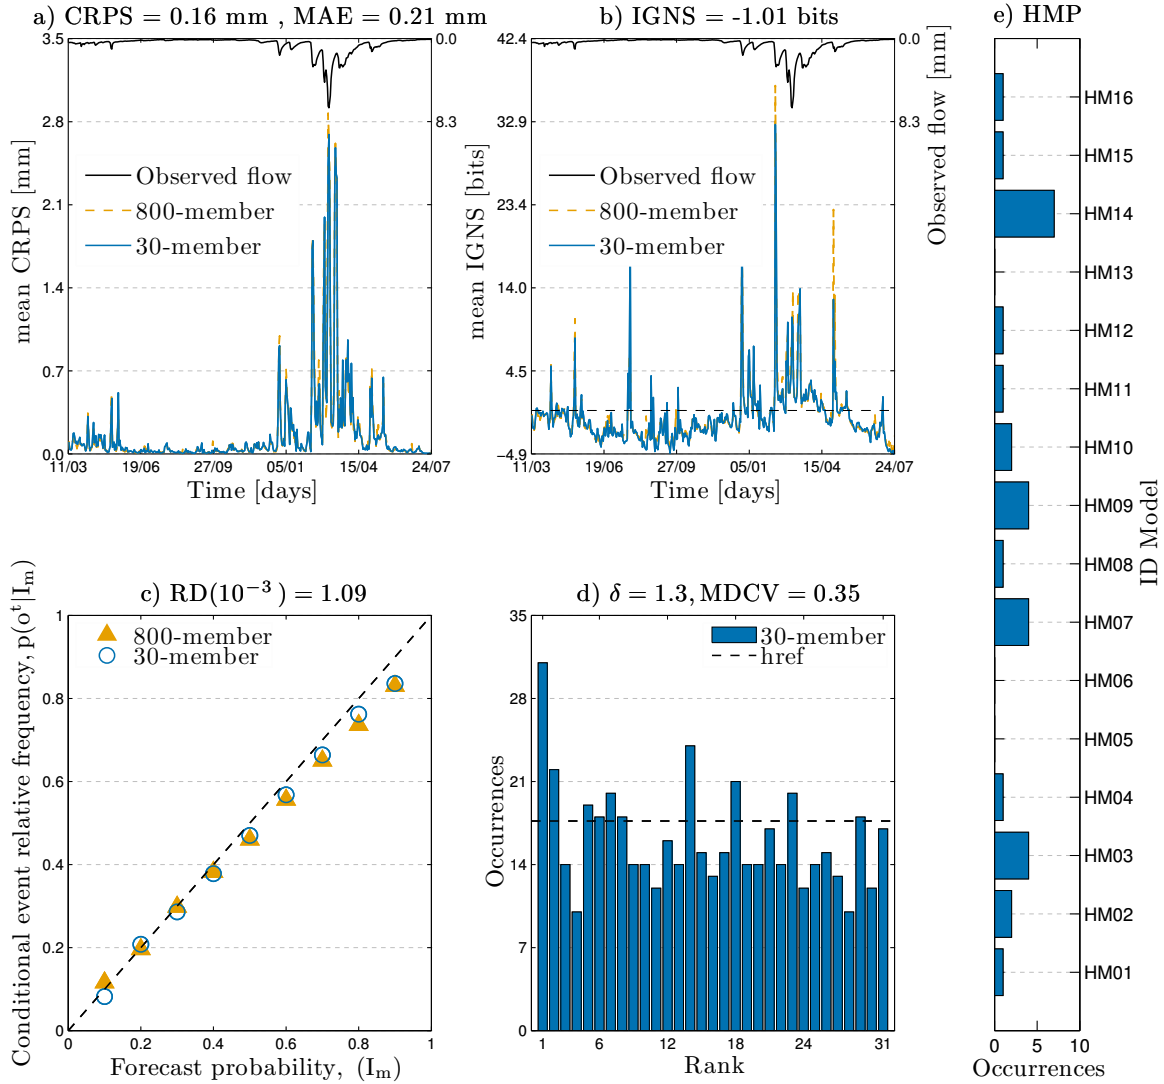 a) CRPS = 0.16 mm , MAE = 0.21 mm
3.5
2.8
2.1
1.4
0.7
0.0
0.0
8.3
mean CRPS [mm]
Observed flow
800-member
30-member
11/03 19/06 27/09 05/01 15/04 24/07
Time [days]
b) IGNS = -1.01 bits
42.4
32.9
23.4
14.0
4.5
−4.9
0.0
8.3
mean IGNS [bits]
Observed flow [mm]
Observed flow
800-member
30-member
11/03 19/06 27/09 05/01 15/04 24/07
Time [days]
c) RD(10⁻³) = 1.09
1
0.8
0.6
0.4
0.2
0
Conditional event relative frequency, p(oᵗ|Iₘ)
800-member
30-member
0 0.2 0.4 0.6 0.8 1
Forecast probability, (Iₘ)
d) δ = 1.3, MDCV = 0.35
35
28
21
14
7
0
Occurrences
30-member
href
1 6 12 18 24 31
Rank
e) HMP
HM16
HM15
HM14
HM13
HM12
HM11
HM10
HM09
HM08
HM07
HM06
HM05
HM04
HM03
HM02
HM01
ID Model
0 5 10
Occurrences